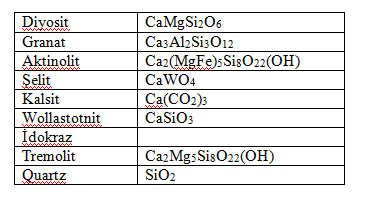 Diyosit CaMgSi2O6
Granat Ca3Al2Si3O12
Aktinolit Ca2(MgFe)5Si8O22(OH)
Şelit CaWO4
Kalsit Ca(CO2)3
Wollastotnit CaSiO3
İdokraz
Tremolit Ca2Mg5Si8O22(OH)
Quartz SiO2